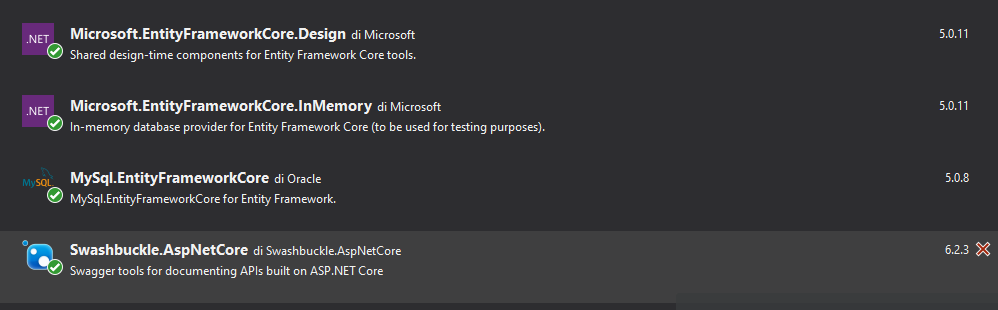 .NET
Microsoft.EntityFrameworkCore.Design di Microsoft 5.0.11
Shared design-time components for Entity Framework Core tools.
.NET
Microsoft.EntityFrameworkCore.InMemory di Microsoft 5.0.11
In-memory database provider for Entity Framework Core (to be used for testing purposes).
MySQL
MySql.EntityFrameworkCore di Oracle 5.0.8
MySql.EntityFrameworkCore for Entity Framework.
Swashbuckle.AspNetCore di Swashbuckle.AspNetCore 6.2.3
Swagger tools for documenting APIs built on ASP.NET Core